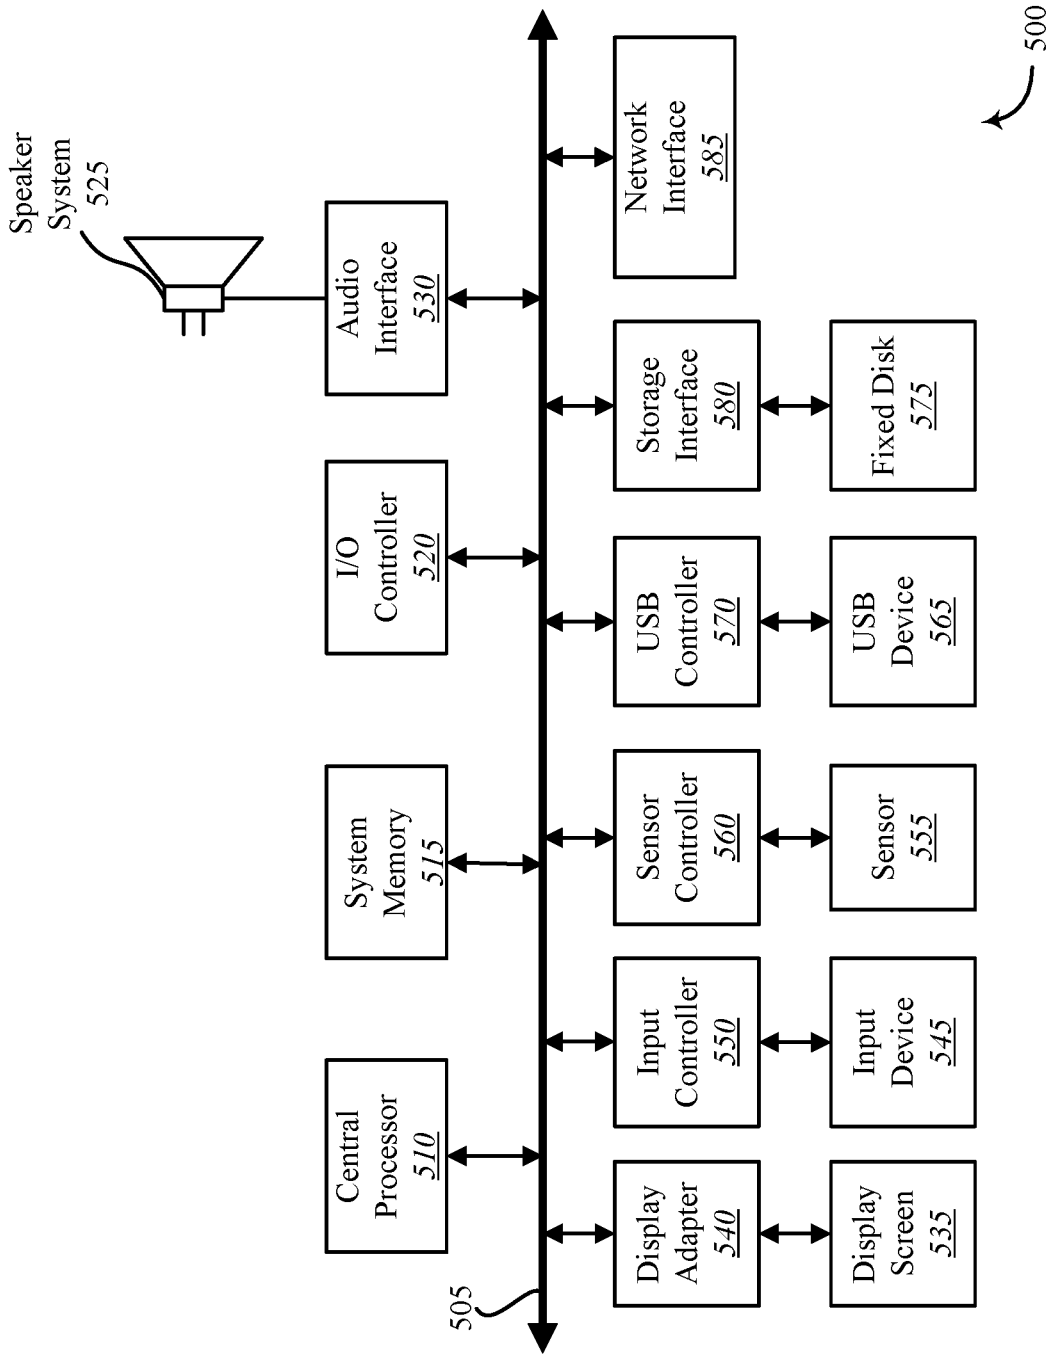 Speaker
System
525
Central
Processor
510
System
Memory
515
I/O
Controller
520
Audio
Interface
530
505
Display
Adapter
540
Input
Controller
550
Sensor
Controller
560
USB
Controller
570
Storage
Interface
580
Network
Interface
585
Display
Screen
535
Input
Device
545
Sensor
555
USB
Device
565
Fixed Disk
575
500